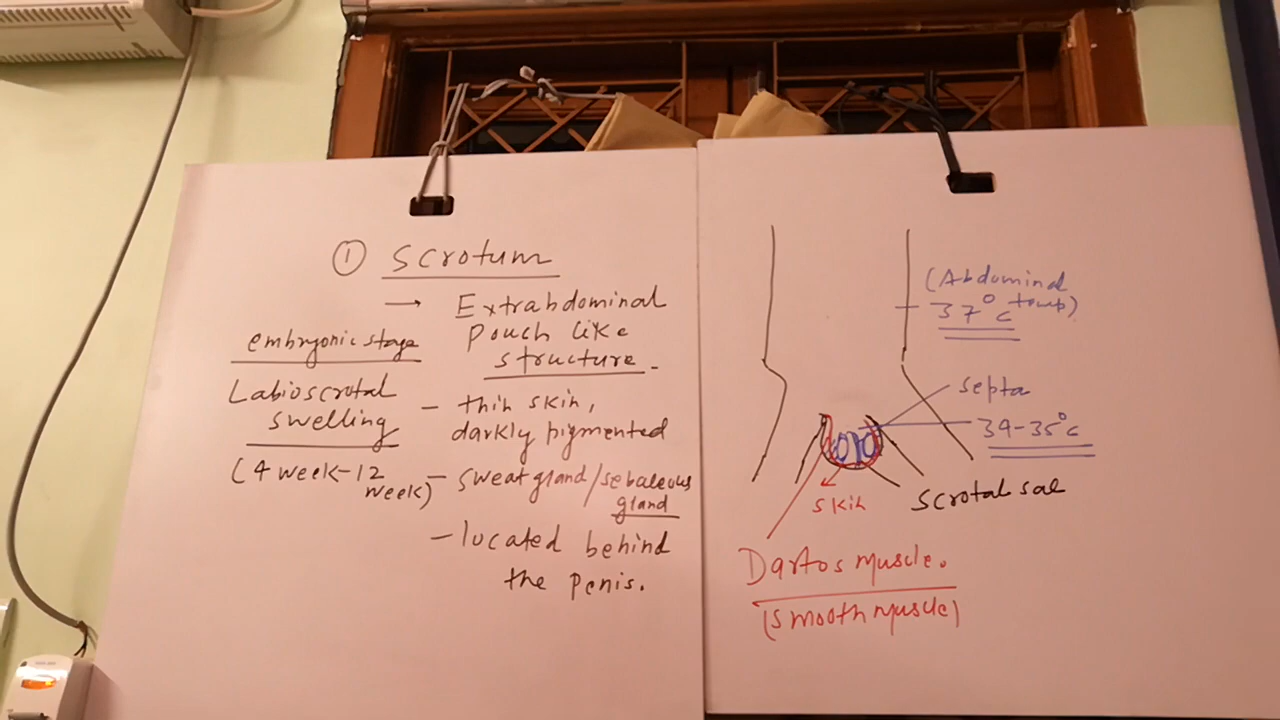 ① Scrotum
→ Extrabdominal
Pouch like
structure.
embryonic stage
Labioscrotal
swelling
(4 week-12
week)
- thin skin,
darkly pigmented
- sweat gland/sebaceous
gland
- located behind
the penis.
(Abdominal
temp)
37°c
septa
34-35°c
skin
scrotal sac
Dartos muscle.
(smooth muscle)